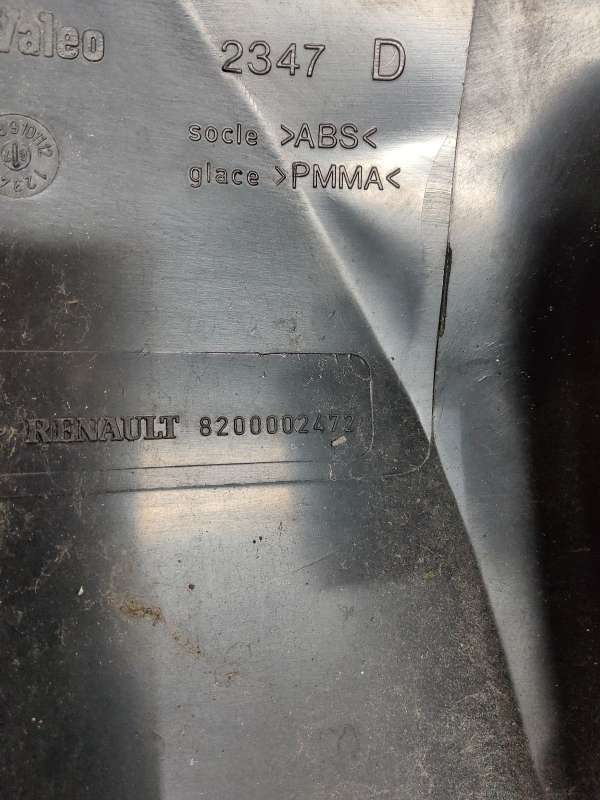 Valeo 2347 D
socle >ABS<
glace >PMMA<
RENAULT 8200002472